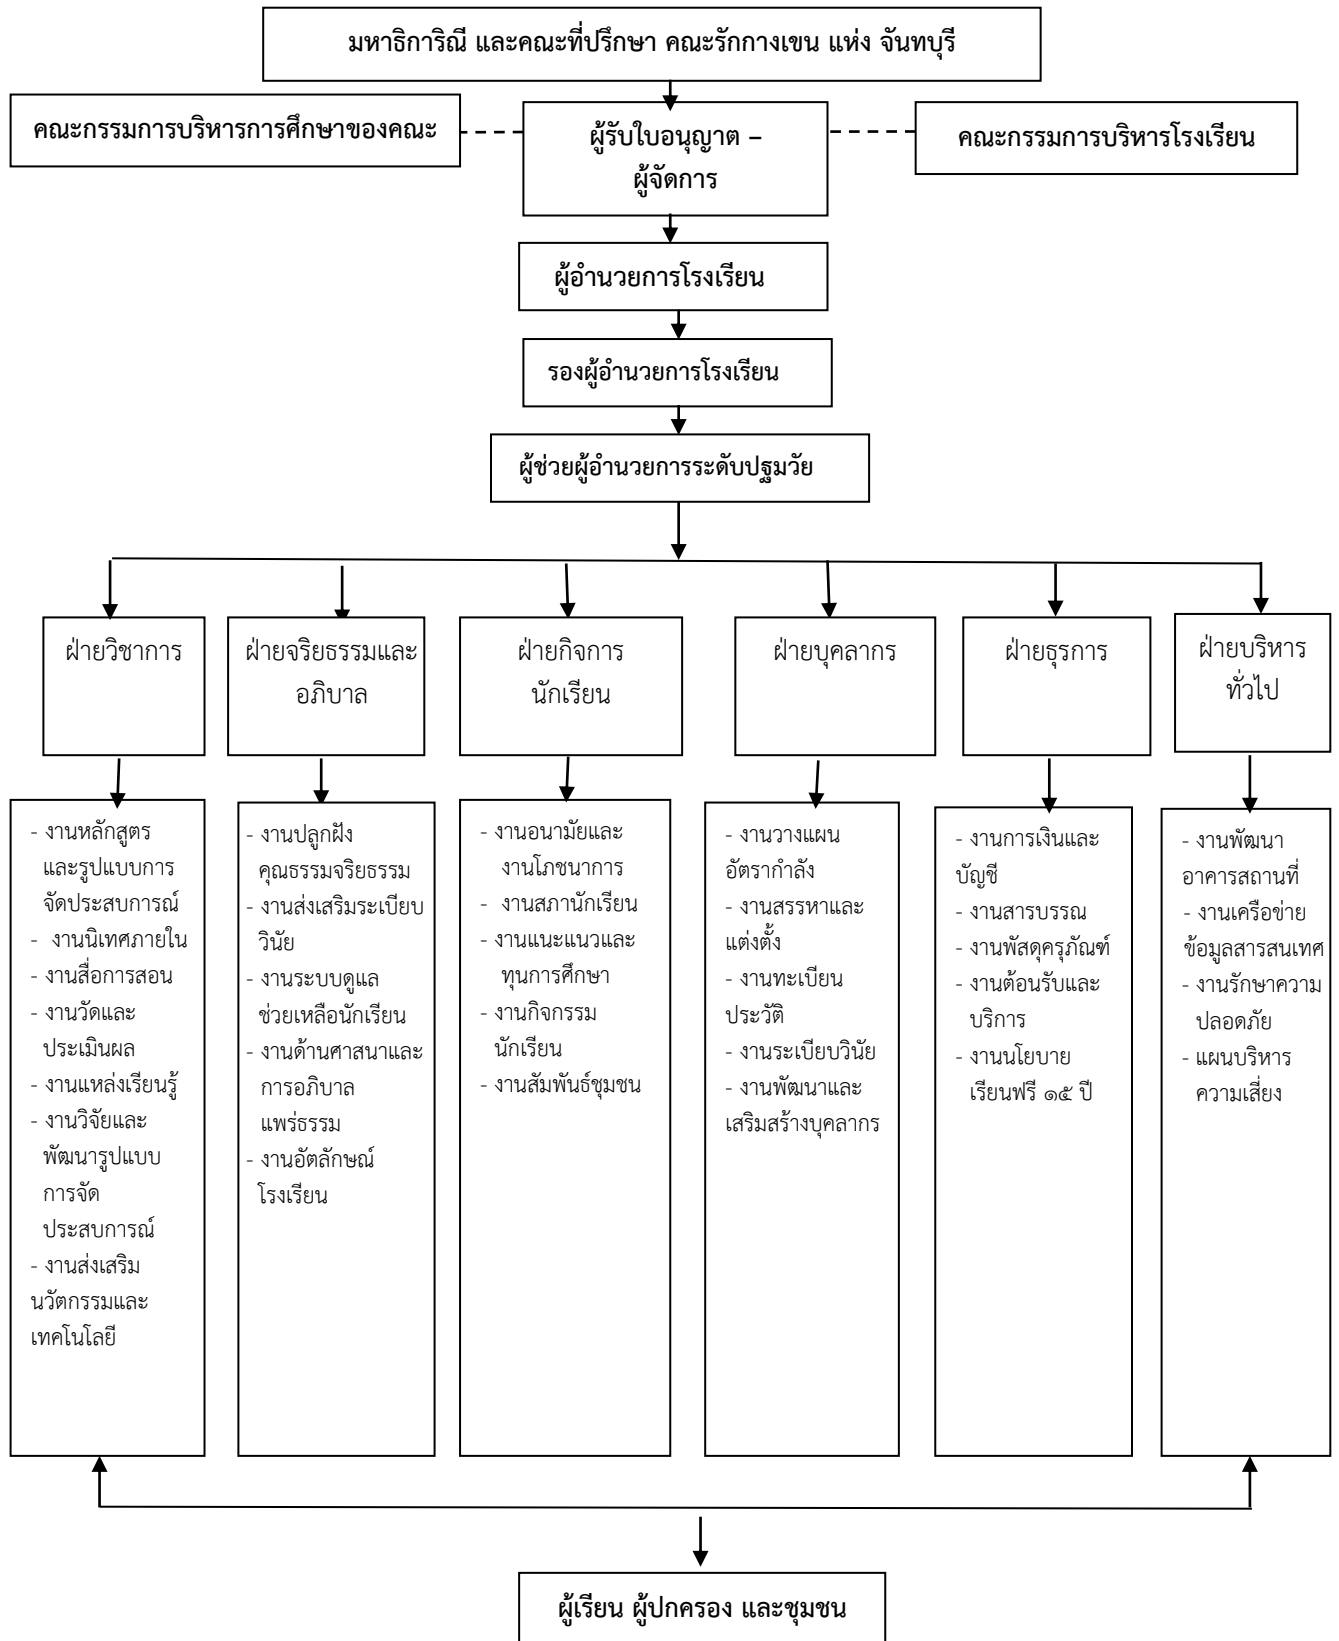 มหาธิการิณี และคณะที่ปรึกษา คณะรักกางเขน แห่ง จันทบุรี
คณะกรรมการบริหารการศึกษาของคณะ
ผู้รับใบอนุญาต –
ผู้จัดการ
คณะกรรมการบริหารโรงเรียน
ผู้อำนวยการโรงเรียน
รองผู้อำนวยการโรงเรียน
ผู้ช่วยผู้อำนวยการระดับปฐมวัย
ฝ่ายวิชาการ
ฝ่ายจริยธรรมและ
อภิบาล
ฝ่ายกิจการ
นักเรียน
ฝ่ายบุคลากร
ฝ่ายธุรการ
ฝ่ายบริหาร
ทั่วไป
- งานหลักสูตร
และรูปแบบการ
จัดประสบการณ์
- งานนิเทศภายใน
- งานสื่อการสอน
- งานวัดและ
ประเมินผล
- งานแหล่งเรียนรู้
- งานวิจัยและ
พัฒนารูปแบบ
การจัด
ประสบการณ์
- งานส่งเสริม
นวัตกรรมและ
เทคโนโลยี
- งานปลูกฝัง
คุณธรรมจริยธรรม
- งานส่งเสริมระเบียบ
วินัย
- งานระบบดูแล
ช่วยเหลือนักเรียน
- งานด้านศาสนาและ
การอภิบาล
แพร่ธรรม
- งานอัตลักษณ์
โรงเรียน
- งานอนามัยและ
งานโภชนาการ
- งานสภานักเรียน
- งานแนะแนวและ
ทุนการศึกษา
- งานกิจกรรม
นักเรียน
- งานสัมพันธ์ชุมชน
- งานวางแผน
อัตรากำลัง
- งานสรรหาและ
แต่งตั้ง
- งานทะเบียน
ประวัติ
- งานระเบียบวินัย
- งานพัฒนาและ
เสริมสร้างบุคลากร
- งานการเงินและ
บัญชี
- งานสารบรรณ
- งานพัสดุครุภัณฑ์
- งานต้อนรับและ
บริการ
- งานนโยบาย
เรียนฟรี ๑๕ ปี
- งานพัฒนา
อาคารสถานที่
- งานเครือข่าย
ข้อมูลสารสนเทศ
- งานรักษาความ
ปลอดภัย
- แผนบริหาร
ความเสี่ยง
ผู้เรียน ผู้ปกครอง และชุมชน